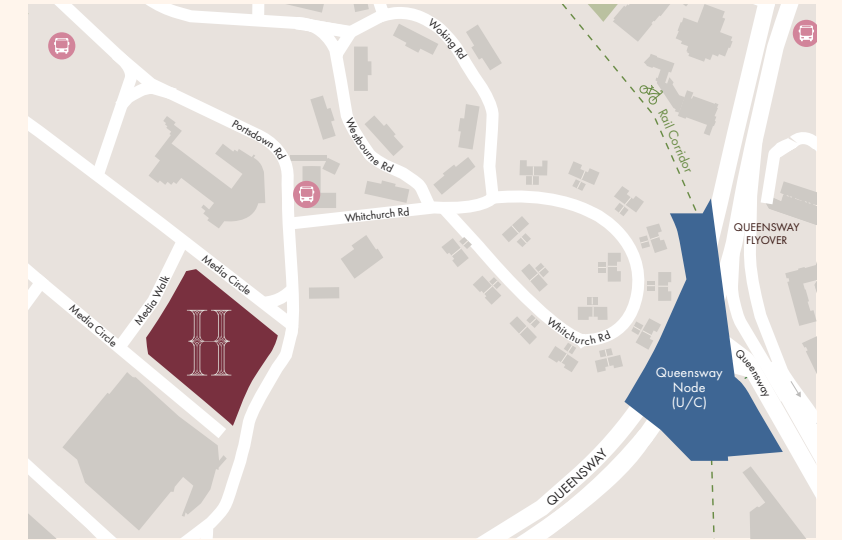 Woking Rd
Portsdown Rd
Westbourne Rd
Rail Corridor
Whitchurch Rd
QUEENSWAY
FLYOVER
Media Circle
Media Walk
Media Circle
Whitchurch Rd
Queensway
Node
(U/C)
Queensway
QUEENSWAY